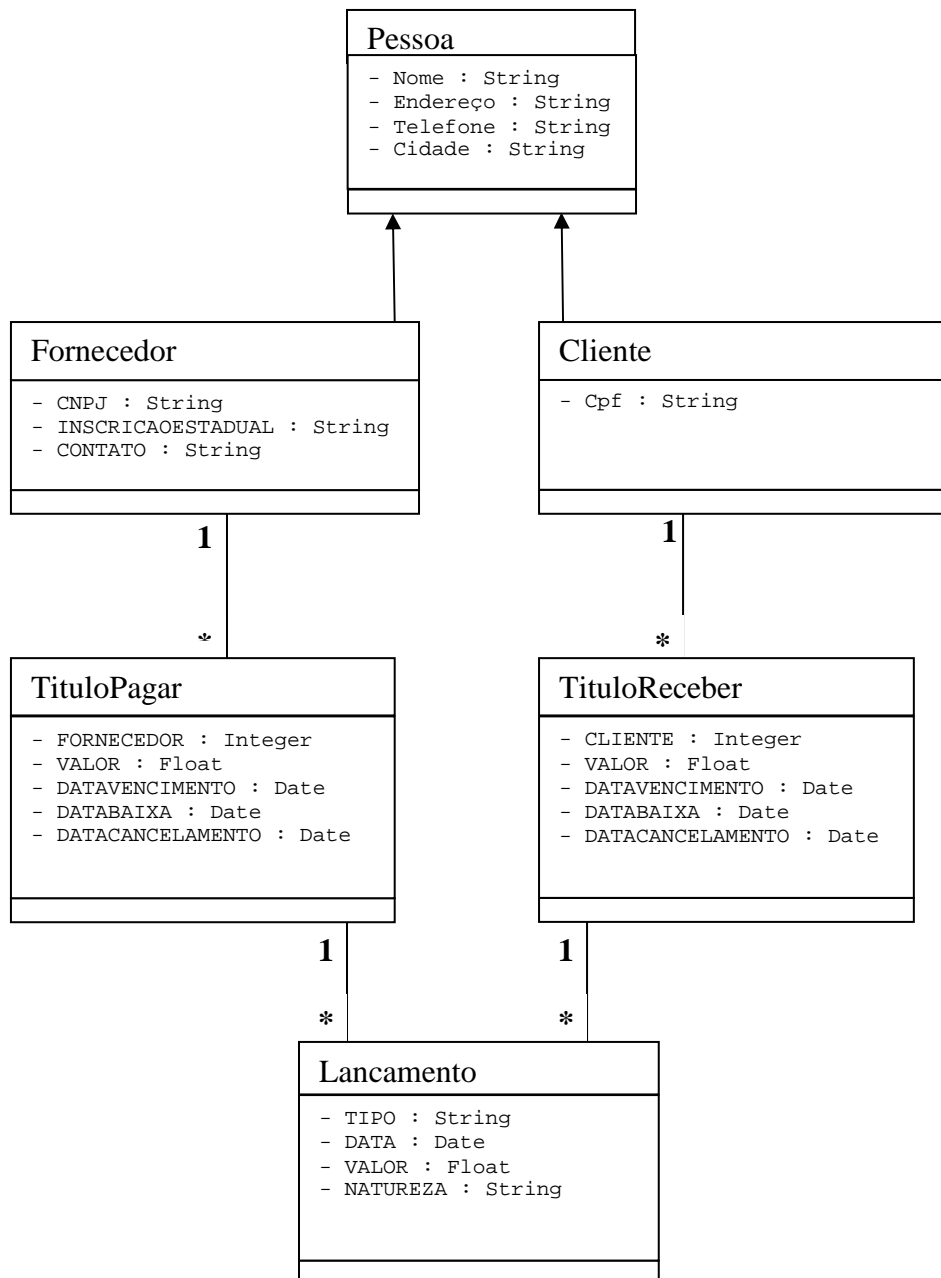 Pessoa
- Nome : String
- Endereço : String
- Telefone : String
- Cidade : String
Fornecedor
- CNPJ : String
- INSCRICAOESTADUAL : String
- CONTATO : String
Cliente
- Cpf : String
1
*
1
*
TituloPagar
- FORNECEDOR : Integer
- VALOR : Float
- DATAVENCIMENTO : Date
- DATABAIXA : Date
- DATACANCELAMENTO : Date
TituloReceber
- CLIENTE : Integer
- VALOR : Float
- DATAVENCIMENTO : Date
- DATABAIXA : Date
- DATACANCELAMENTO : Date
1
*
1
*
Lancamento
- TIPO : String
- DATA : Date
- VALOR : Float
- NATUREZA : String